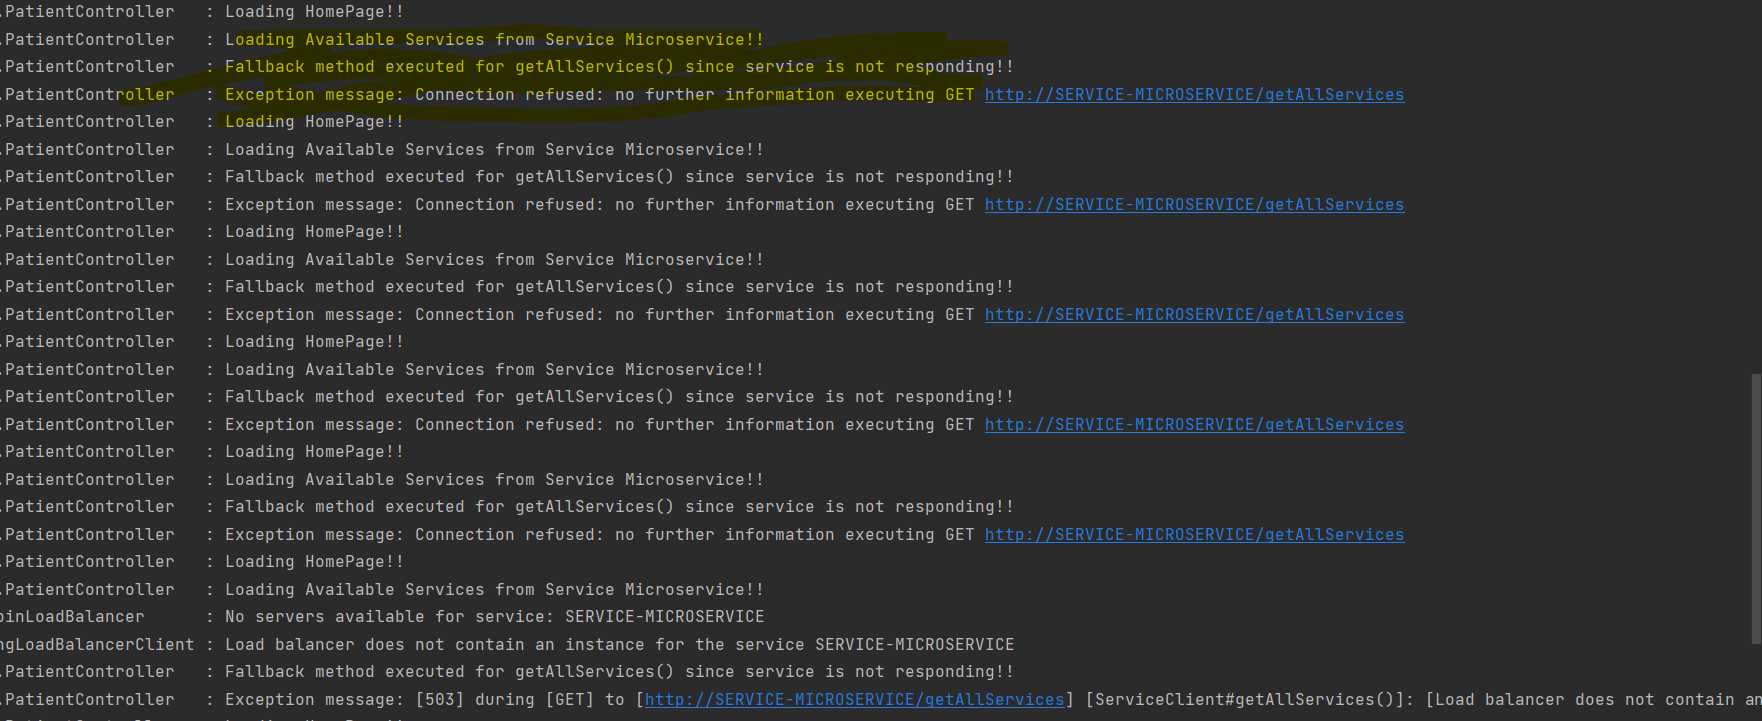 .PatientController : Loading HomePage!!
.PatientController : Loading Available Services from Service Microservice!!
.PatientController : Fallback method executed for getAllServices() since service is not responding!!
.PatientController : Exception message: Connection refused: no further information executing GET http://SERVICE-MICROSERVICE/getAllServices
.PatientController : Loading HomePage!!
.PatientController : Loading Available Services from Service Microservice!!
.PatientController : Fallback method executed for getAllServices() since service is not responding!!
.PatientController : Exception message: Connection refused: no further information executing GET http://SERVICE-MICROSERVICE/getAllServices
.PatientController : Loading HomePage!!
.PatientController : Loading Available Services from Service Microservice!!
.PatientController : Fallback method executed for getAllServices() since service is not responding!!
.PatientController : Exception message: Connection refused: no further information executing GET http://SERVICE-MICROSERVICE/getAllServices
.PatientController : Loading HomePage!!
.PatientController : Loading Available Services from Service Microservice!!
.PatientController : Fallback method executed for getAllServices() since service is not responding!!
.PatientController : Exception message: Connection refused: no further information executing GET http://SERVICE-MICROSERVICE/getAllServices
.PatientController : Loading HomePage!!
.PatientController : Loading Available Services from Service Microservice!!
.PatientController : Fallback method executed for getAllServices() since service is not responding!!
.PatientController : Exception message: Connection refused: no further information executing GET http://SERVICE-MICROSERVICE/getAllServices
.PatientController : Loading HomePage!!
.PatientController : Loading Available Services from Service Microservice!!
binLoadBalancer : No servers available for service: SERVICE-MICROSERVICE
ngLoadBalancerClient : Load balancer does not contain an instance for the service SERVICE-MICROSERVICE
.PatientController : Fallback method executed for getAllServices() since service is not responding!!
.PatientController : Exception message: [503] during [GET] to [http://SERVICE-MICROSERVICE/getAllServices] [ServiceClient#getAllServices()]: [Load balancer does not contain an